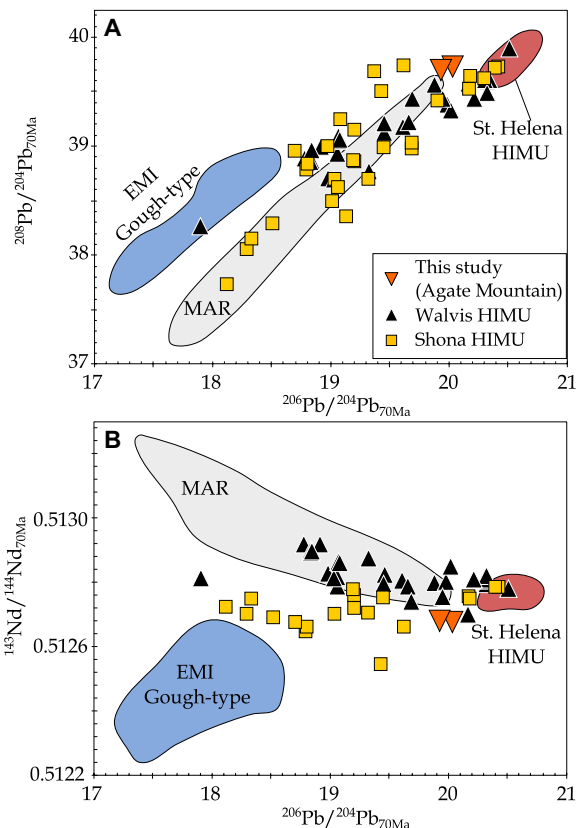 A
40
39
38
37
²⁰⁸Pb/²⁰⁴Pb₇₀Ma
EMI
Gough-type
MAR
St. Helena
HIMU
This study
(Agate Mountain)
Walvis HIMU
Shona HIMU
17 18 19 20 21
²⁰⁶Pb/²⁰⁴Pb₇₀Ma
B
0.5130
0.5126
0.5122
¹⁴³Nd/¹⁴⁴Nd₇₀Ma
MAR
EMI
Gough-type
St. Helena
HIMU
17 18 19 20 21
²⁰⁶Pb/²⁰⁴Pb₇₀Ma